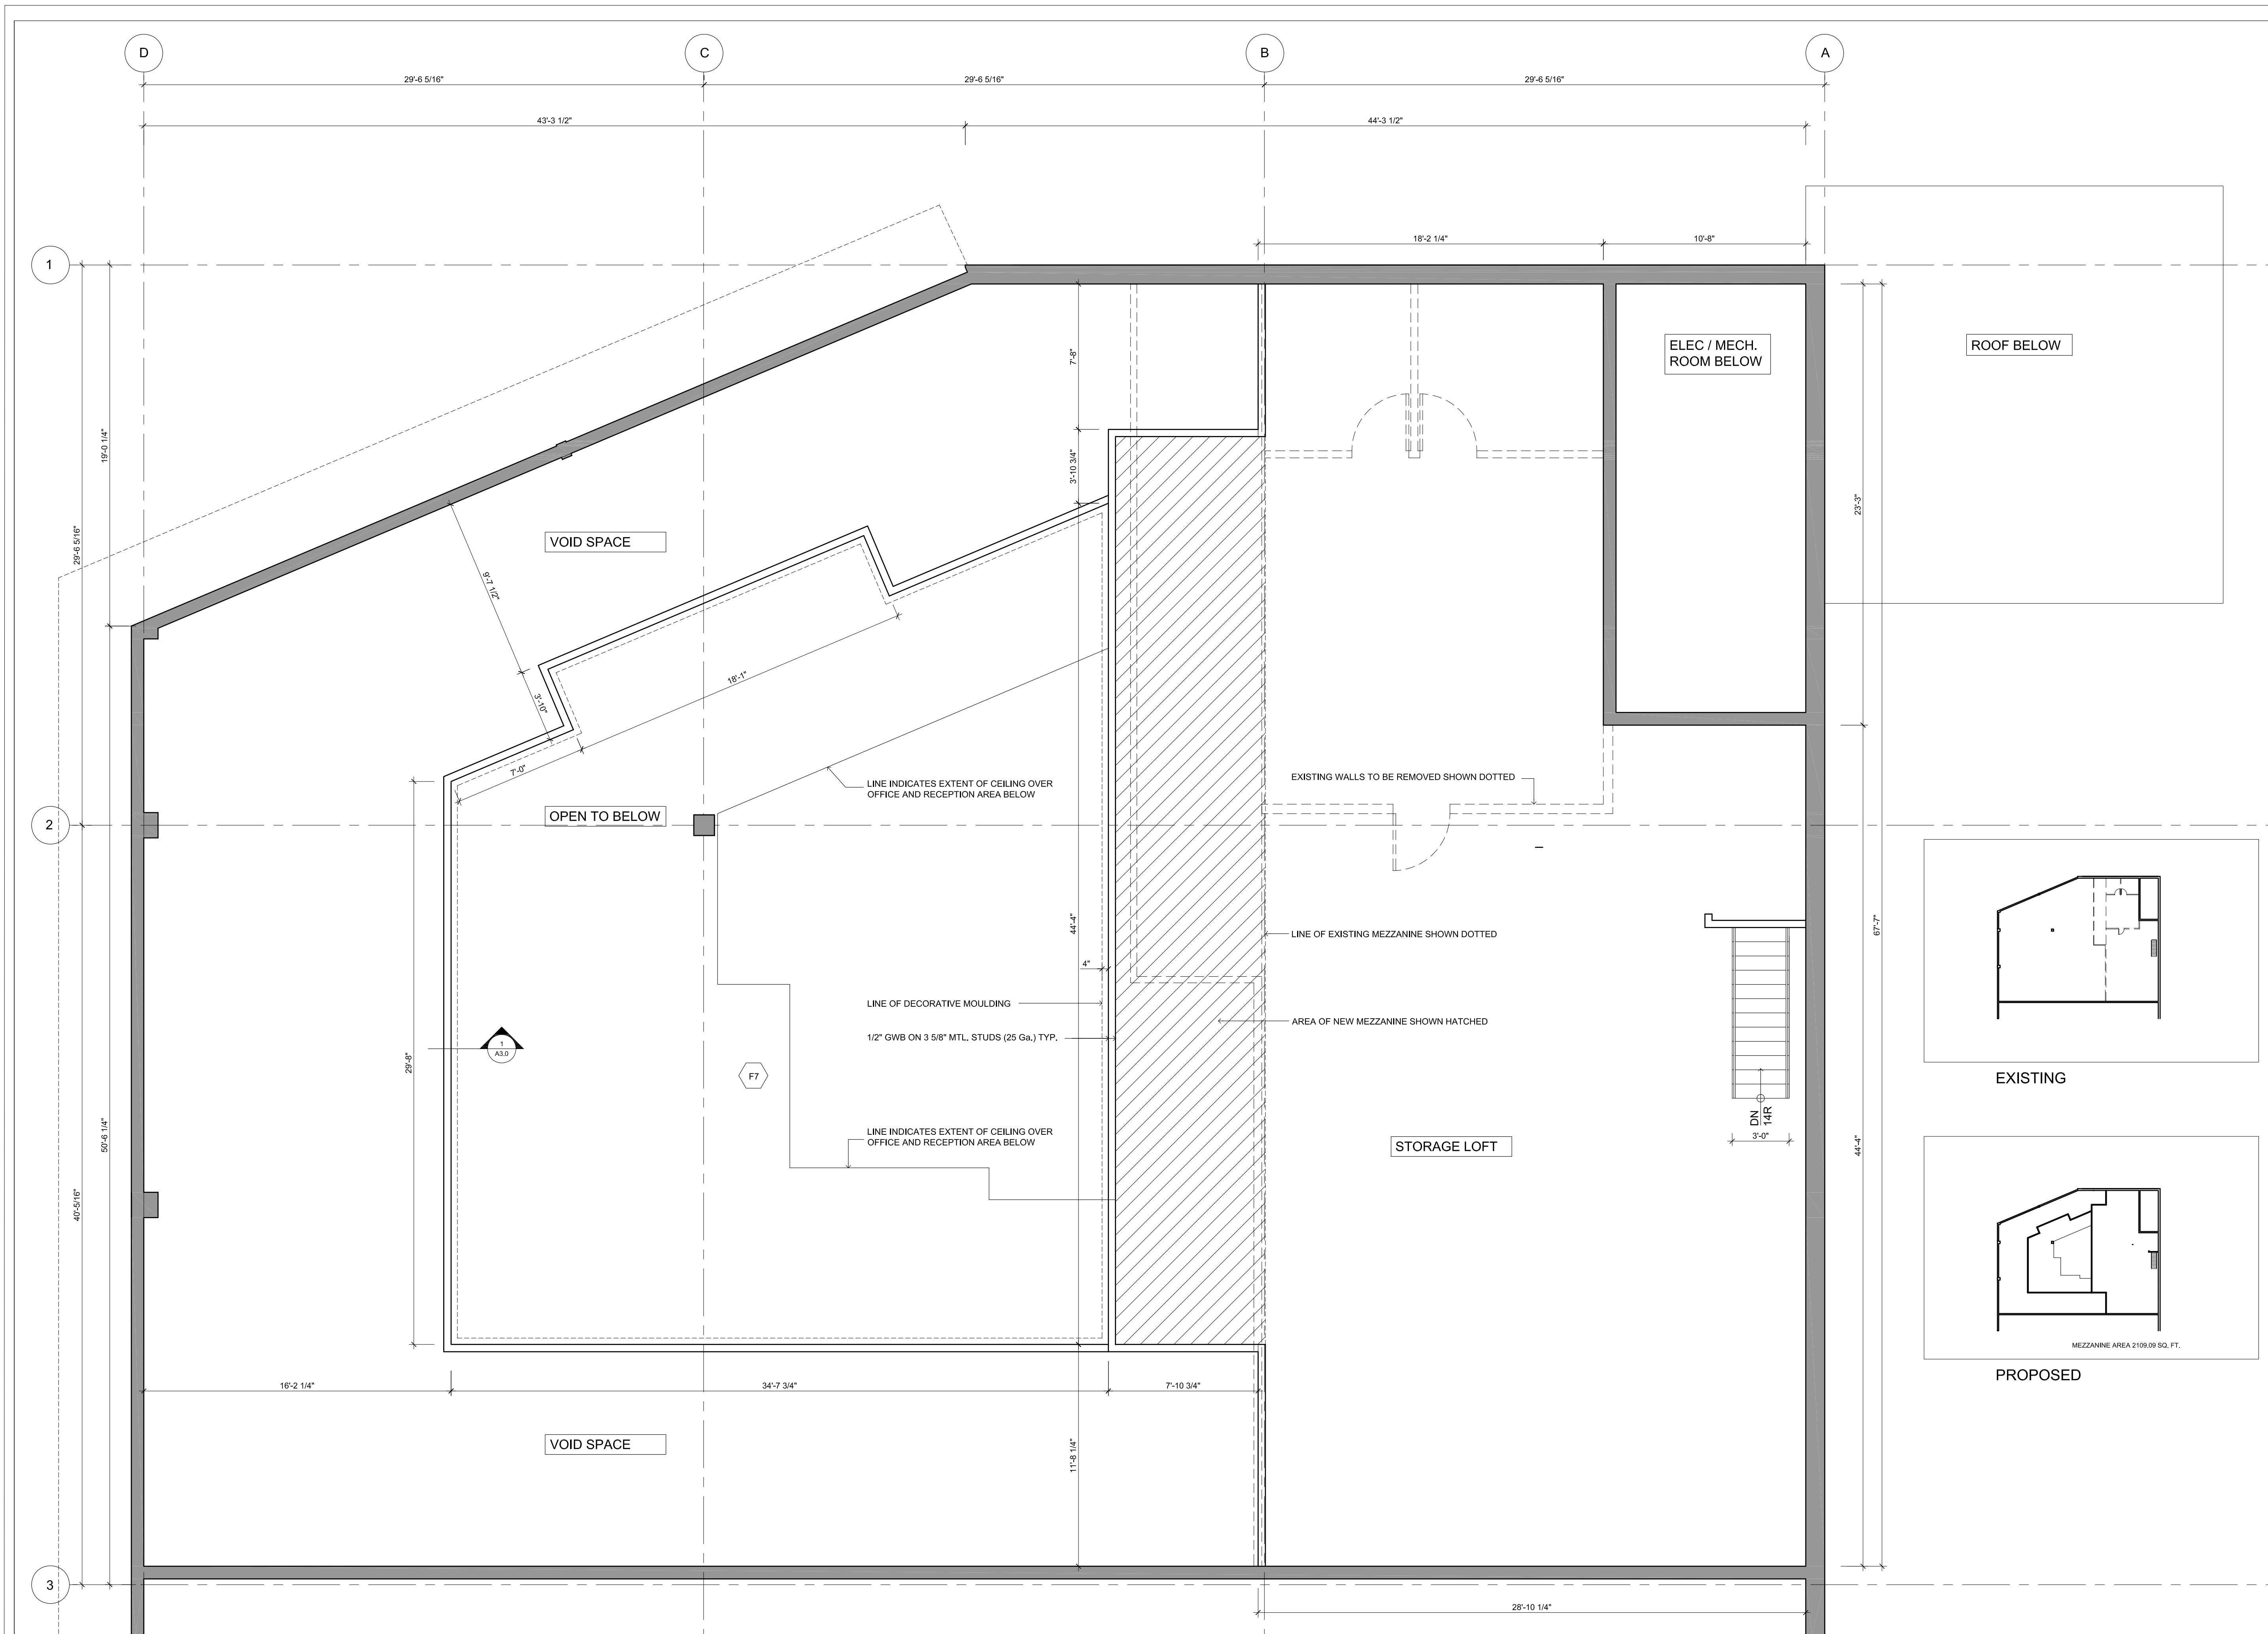 D
C
B
A
29'-6 5/16"
29'-6 5/16"
29'-6 5/16"
43'-3 1/2"
44'-3 1/2"
18'-2 1/4"
10'-8"
1
ELEC / MECH.
ROOM BELOW
ROOF BELOW
7'-8"
19'-0 1/4"
3'-10 3/4"
23'-3"
29'-6 5/16"
VOID SPACE
9'-7 1/2"
18'-1"
3'-10"
7'-0"
LINE INDICATES EXTENT OF CEILING OVER
OFFICE AND RECEPTION AREA BELOW
EXISTING WALLS TO BE REMOVED SHOWN DOTTED
OPEN TO BELOW
2
44'-4"
67'-7"
LINE OF EXISTING MEZZANINE SHOWN DOTTED
4"
LINE OF DECORATIVE MOULDING
AREA OF NEW MEZZANINE SHOWN HATCHED
1/2" GWB ON 3 5/8" MTL. STUDS (25 Ga.) TYP.
1
A3.0
29'-8"
F7
EXISTING
DN
14R
3'-0"
50'-6 1/4"
LINE INDICATES EXTENT OF CEILING OVER
OFFICE AND RECEPTION AREA BELOW
STORAGE LOFT
44'-4"
40'-5/16"
MEZZANINE AREA 2109.09 SQ. FT.
PROPOSED
16'-2 1/4"
34'-7 3/4"
7'-10 3/4"
VOID SPACE
11'-8 1/4"
3
28'-10 1/4"